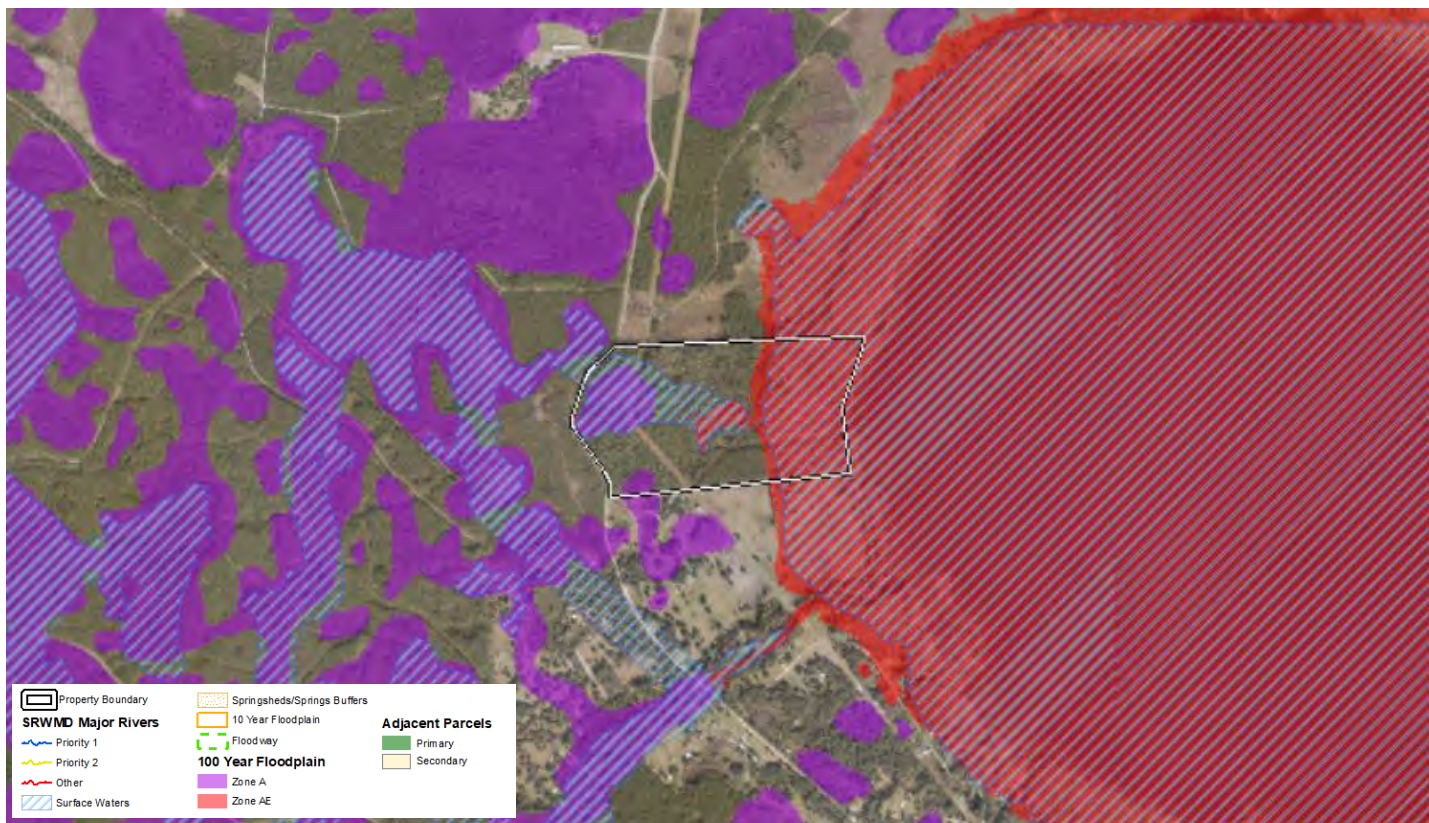 Property Boundary
SRWMD Major Rivers
Priority 1
Priority 2
Other
Surface Waters
Springsheds/Springs Buffers
10 Year Floodplain
Floodway
100 Year Floodplain
Zone A
Zone AE
Adjacent Parcels
Primary
Secondary